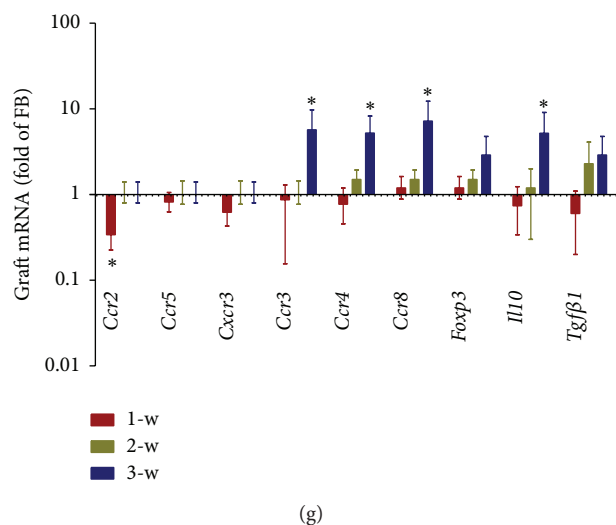 100
10
1
0.1
0.01
Graft mRNA (fold of FB)
*
*
*
*
*
Ccr2
Ccr5
Cxcr3
Ccr3
Ccr4
Ccr8
Foxp3
Il10
Tgfβ1
1-w
2-w
3-w
(g)